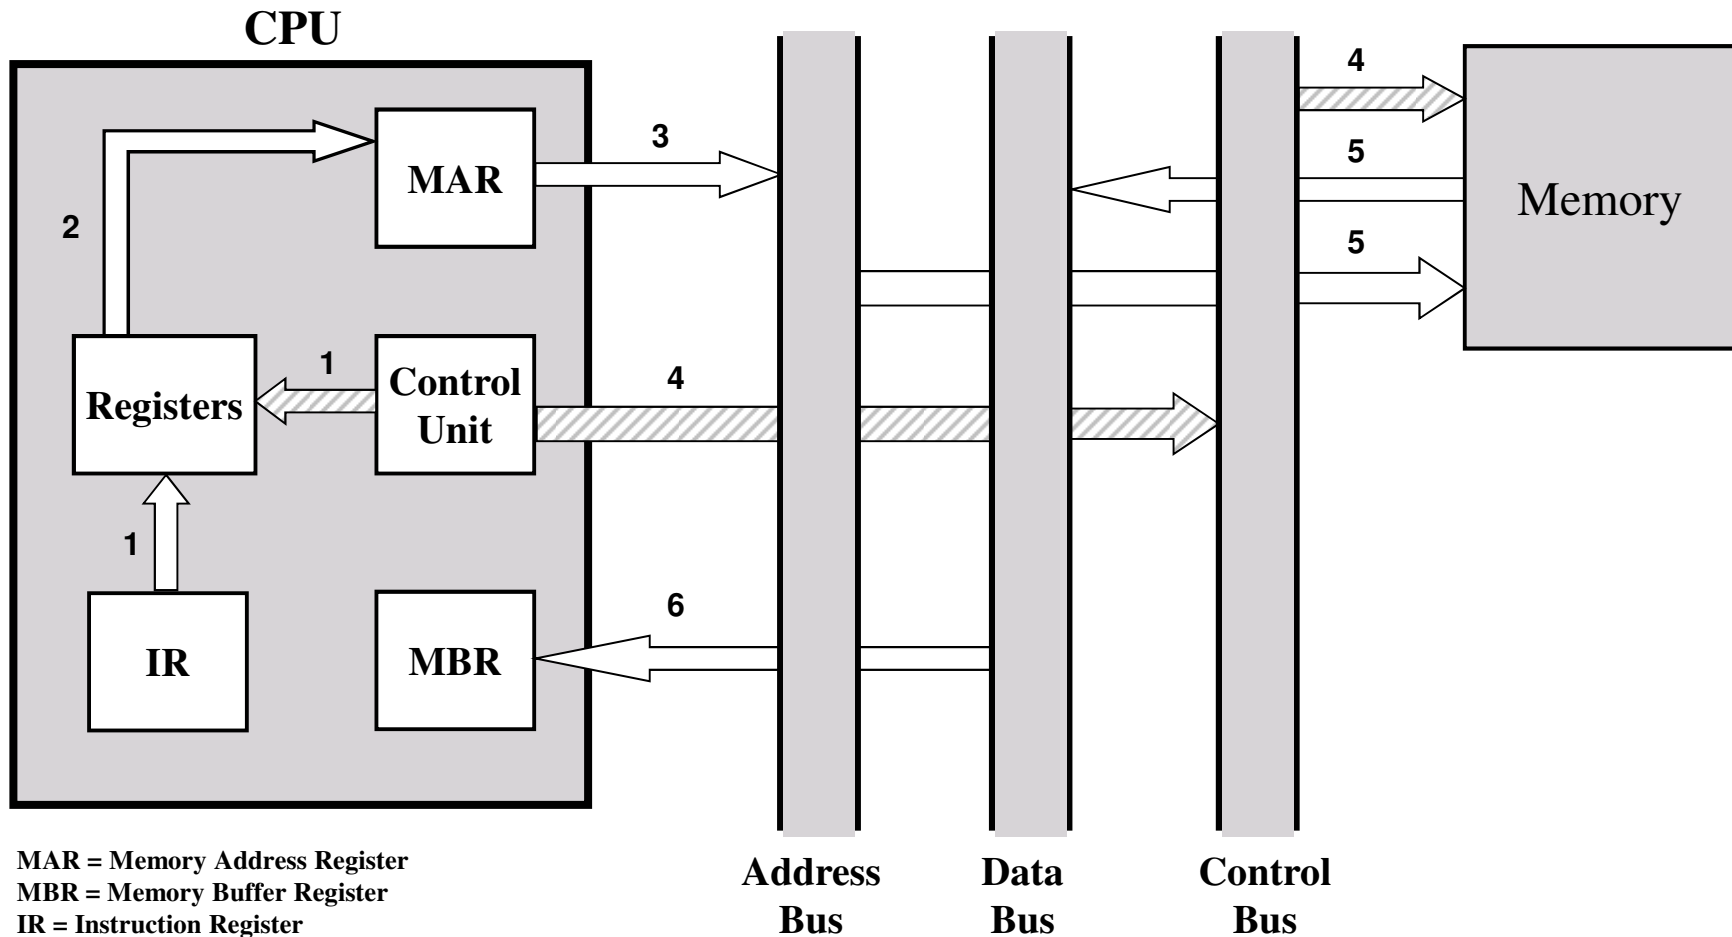 CPU
4
3
5
MAR
Memory
2
5
1
Control
Unit
4
Registers
1
6
IR
MBR
MAR = Memory Address Register
MBR = Memory Buffer Register
IR = Instruction Register
Address
Bus
Data
Bus
Control
Bus